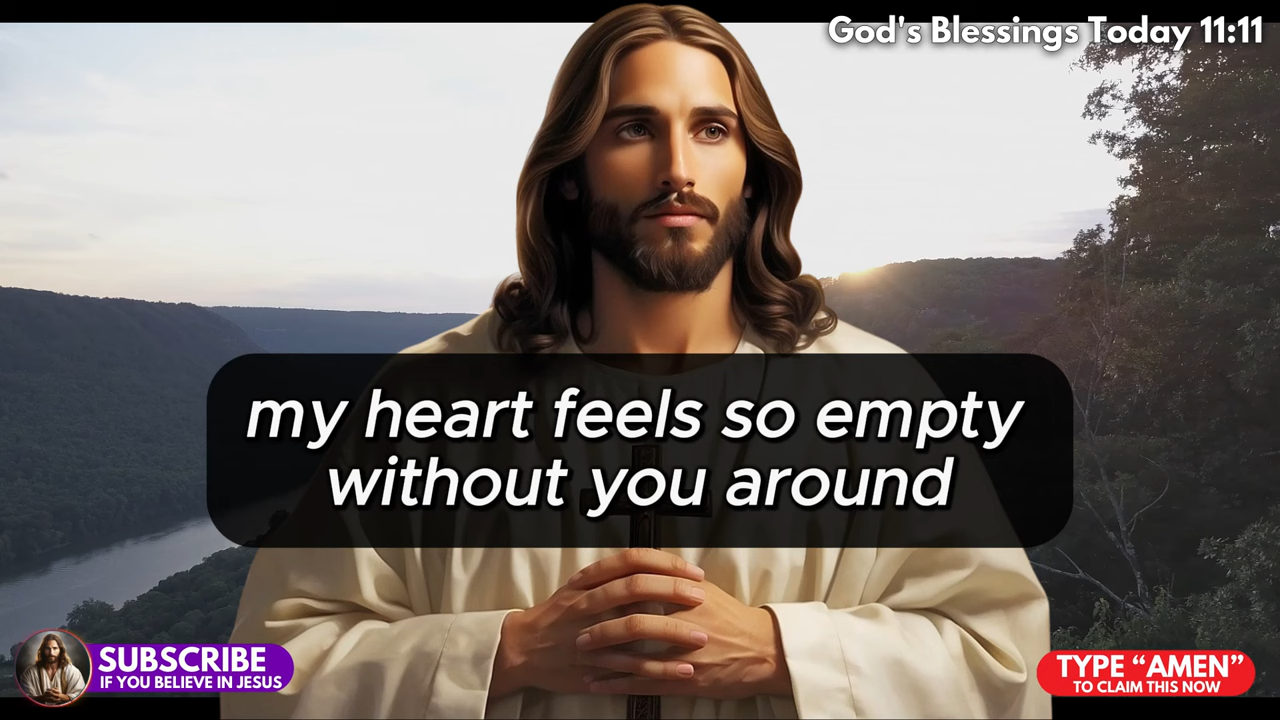 God's Blessings Today 11:11
my heart feels so empty
without you around
SUBSCRIBE
IF YOU BELIEVE IN JESUS
TYPE “AMEN”
TO CLAIM THIS NOW